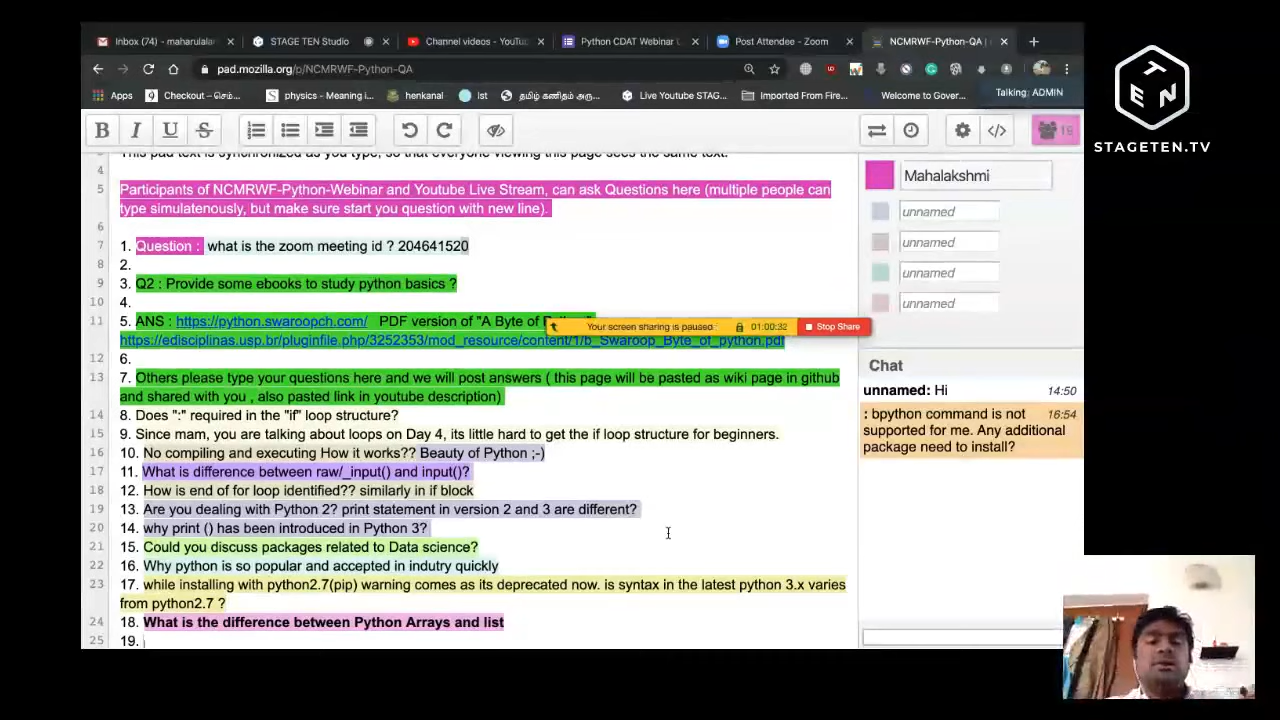 Inbox (74) - maharulala
STAGE TEN Studio
Channel videos - YouTu
Python CDAT Webinar
Post Attendee - Zoom
NCMRWF-Python-QA |
pad.mozilla.org/p/NCMRWF-Python-QA
Apps
Checkout – செய்...
physics - Meaning i...
henkanal
Ist
தமிழ் கணிதம் அரு...
Live Youtube STAG...
Imported From Fire...
Welcome to Gover...
Talking: ADMIN
TEN
STAGETEN.TV
B I U S
16
This pad text is synchronized as you type, so that everyone viewing this page sees the same text.
4
5 Participants of NCMRWF-Python-Webinar and Youtube Live Stream, can ask Questions here (multiple people can
type simulatenously, but make sure start you question with new line).
6
7 1. Question : what is the zoom meeting id ? 204641520
8 2.
9 3. Q2 : Provide some ebooks to study python basics ?
10 4.
11 5. ANS : https://python.swaroopch.com/ PDF version of "A Byte of Python"
https://edisciplinas.usp.br/pluginfile.php/3252353/mod_resource/content/1/b_Swaroop_Byte_of_python.pdf
Your screen sharing is paused
01:00:32
Stop Share
12 6.
13 7. Others please type your questions here and we will post answers ( this page will be pasted as wiki page in github
and shared with you , also pasted link in youtube description)
14 8. Does ":" required in the "if" loop structure?
15 9. Since mam, you are talking about loops on Day 4, its little hard to get the if loop structure for beginners.
16 10. No compiling and executing How it works?? Beauty of Python ;-)
17 11. What is difference between raw/_input() and input()?
18 12. How is end of for loop identified?? similarly in if block
19 13. Are you dealing with Python 2? print statement in version 2 and 3 are different?
20 14. why print () has been introduced in Python 3?
21 15. Could you discuss packages related to Data science?
22 16. Why python is so popular and accepted in indutry quickly
23 17. while installing with python2.7(pip) warning comes as its deprecated now. is syntax in the latest python 3.x varies
from python2.7 ?
24 18. What is the difference between Python Arrays and list
25 19.
Mahalakshmi
unnamed
unnamed
unnamed
unnamed
Chat
unnamed: Hi 14:50
: bpython command is not 16:54
supported for me. Any additional
package need to install?